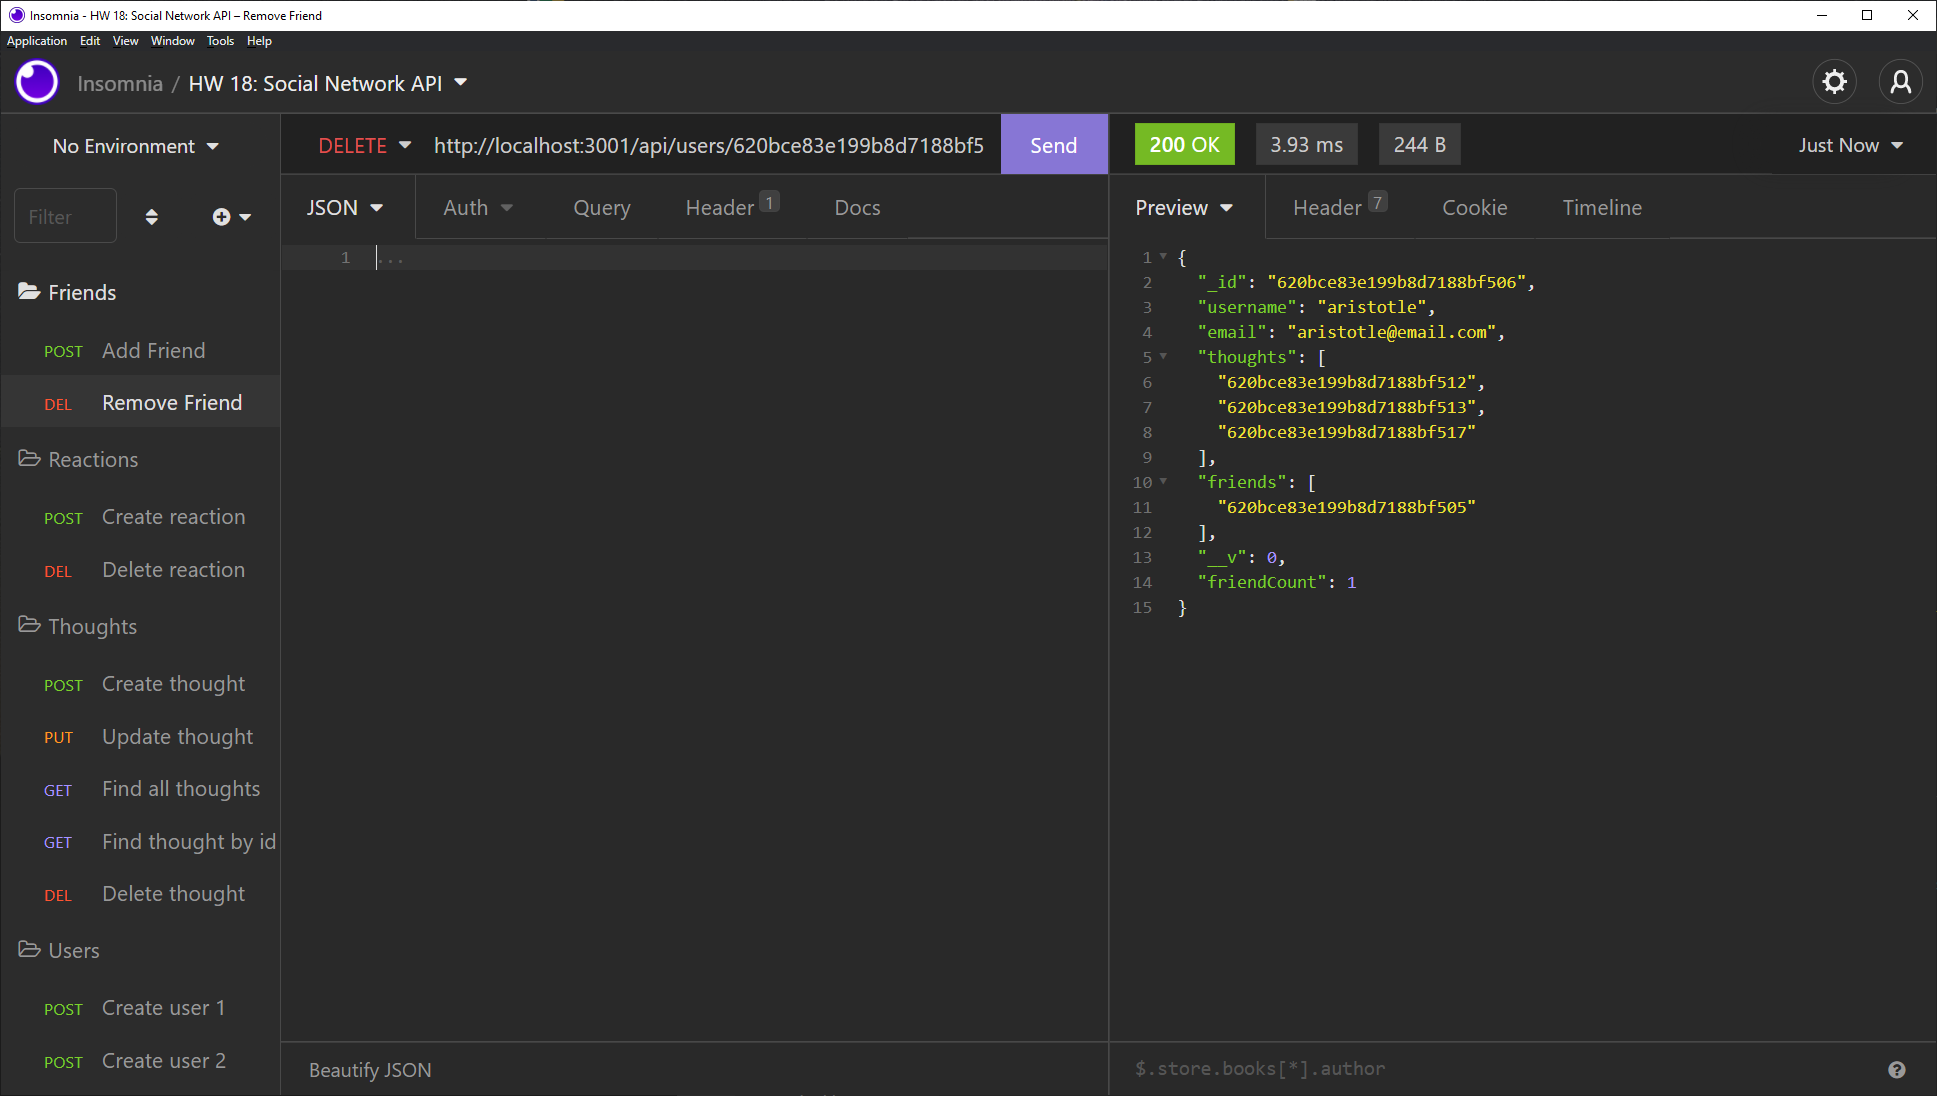 Insomnia - HW 18: Social Network API – Remove Friend
Application Edit View Window Tools Help
Insomnia / HW 18: Social Network API
No Environment
Filter
Friends
POST Add Friend
DEL Remove Friend
Reactions
POST Create reaction
DEL Delete reaction
Thoughts
POST Create thought
PUT Update thought
GET Find all thoughts
GET Find thought by id
DEL Delete thought
Users
POST Create user 1
POST Create user 2
DELETE http://localhost:3001/api/users/620bce83e199b8d7188bf5 Send
JSON Auth Query Header 1 Docs
1 ...
Beautify JSON
200 OK 3.93 ms 244 B Just Now
Preview Header 7 Cookie Timeline
1 {
2 "_id": "620bce83e199b8d7188bf506",
3 "username": "aristotle",
4 "email": "aristotle@email.com",
5 "thoughts": [
6 "620bce83e199b8d7188bf512",
7 "620bce83e199b8d7188bf513",
8 "620bce83e199b8d7188bf517"
9 ],
10 "friends": [
11 "620bce83e199b8d7188bf505"
12 ],
13 "__v": 0,
14 "friendCount": 1
15 }
$.store.books[*].author